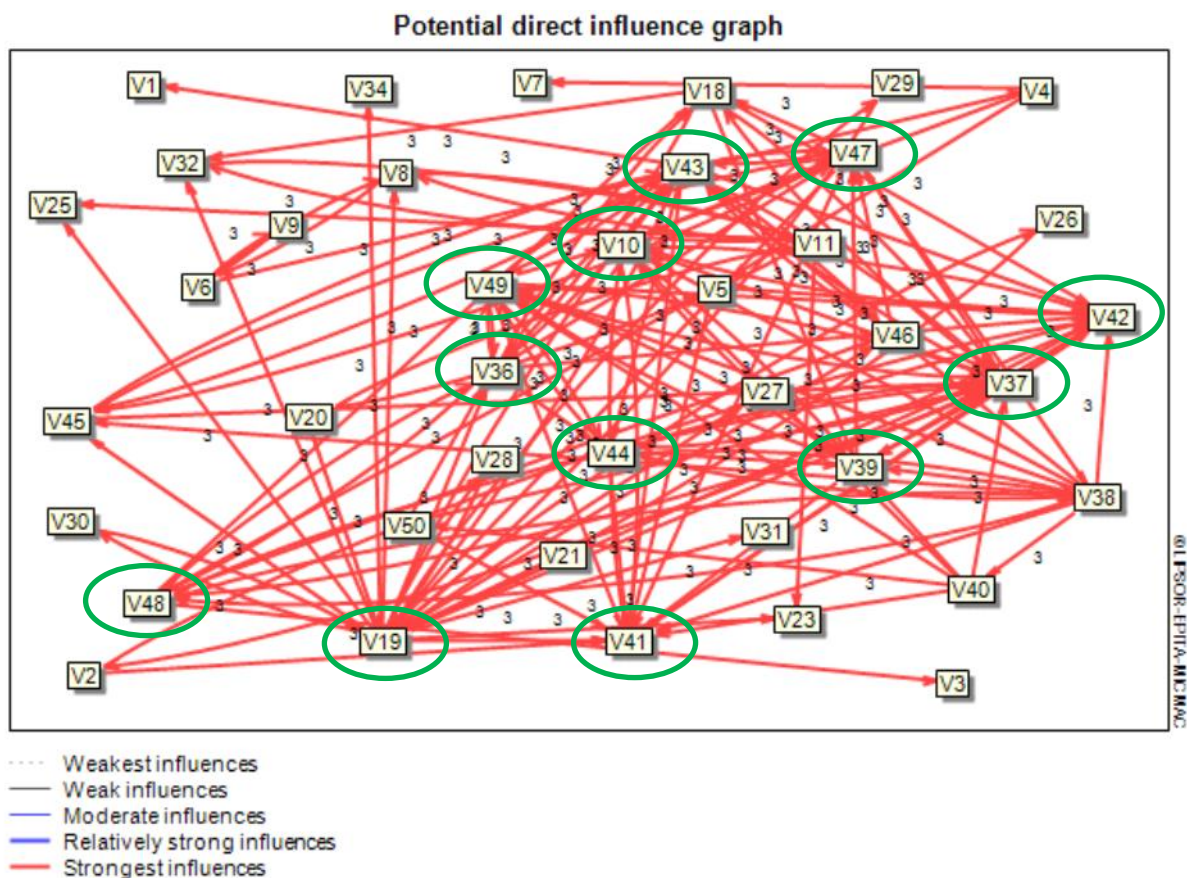 Potential direct influence graph
V1
V34
V7
V18
V29
V4
V32
V8
V43
V47
V25
V9
V10
V11
V26
V6
V49
V5
V42
V46
V36
V27
V37
V45
V20
V28
V44
V39
V38
V30
V50
V21
V31
V48
V40
V19
V41
V23
V2
V3
@LIPSOR-EPITA-MICMAC
Weakest influences
Weak influences
Moderate influences
Relatively strong influences
Strongest influences